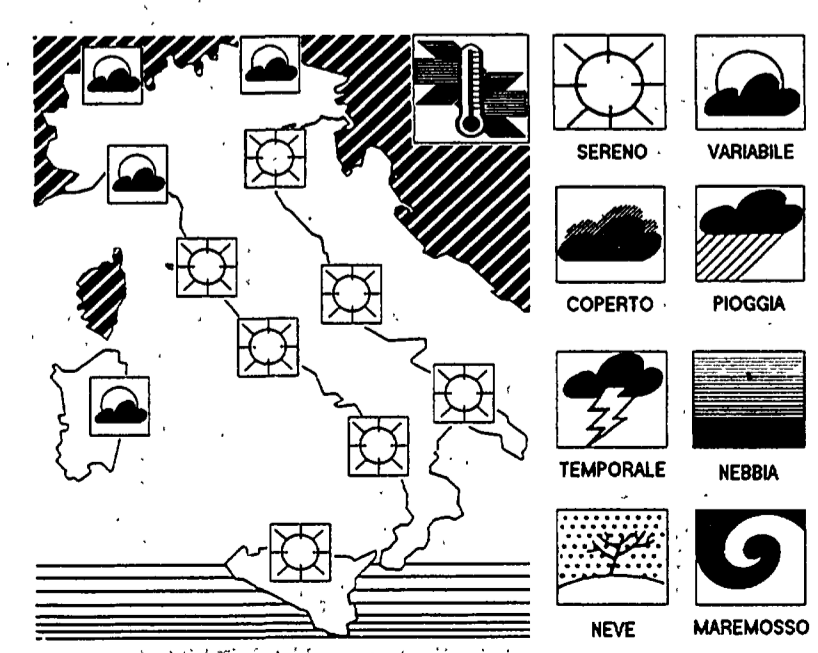 SERENO
VARIABILE
COPERTO
PIOGGIA
TEMPORALE
NEBBIA
NEVE
MAREMOSSO